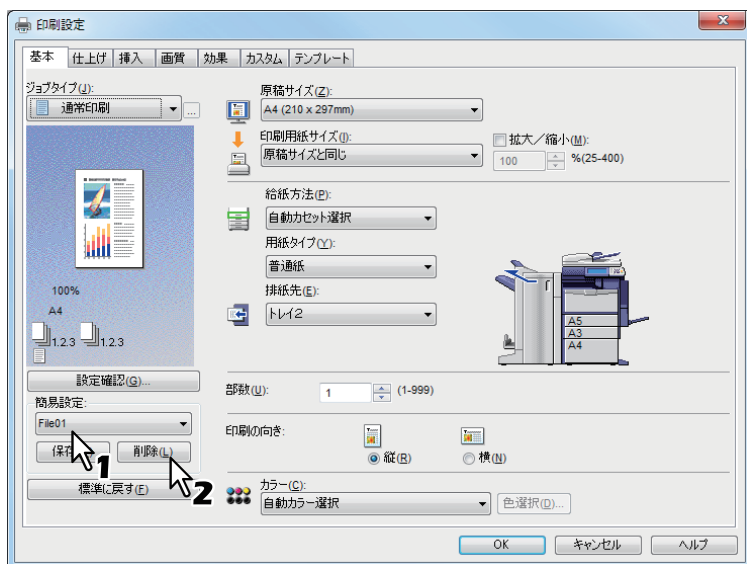 印刷設定
基本 仕上げ 挿入 画質 効果 カスタム テンプレート
ジョブタイプ(J):
通常印刷
...
100%
A4
1.2.3 1.2.3
設定確認(G)...
簡易設定:
File01
保存 削除(L)
1
2
標準に戻す(F)
原稿サイズ(Z):
A4 (210 x 297mm)
印刷用紙サイズ(I):
原稿サイズと同じ
拡大／縮小(M):
100 %(25-400)
給紙方法(P):
自動カセット選択
用紙タイプ(Y):
普通紙
排紙先(E):
トレイ2
A5
A3
A4
部数(U): 1 (1-999)
印刷の向き:
縦(R) 横(N)
カラー(C):
自動カラー選択 色選択(D)...
OK キャンセル ヘルプ